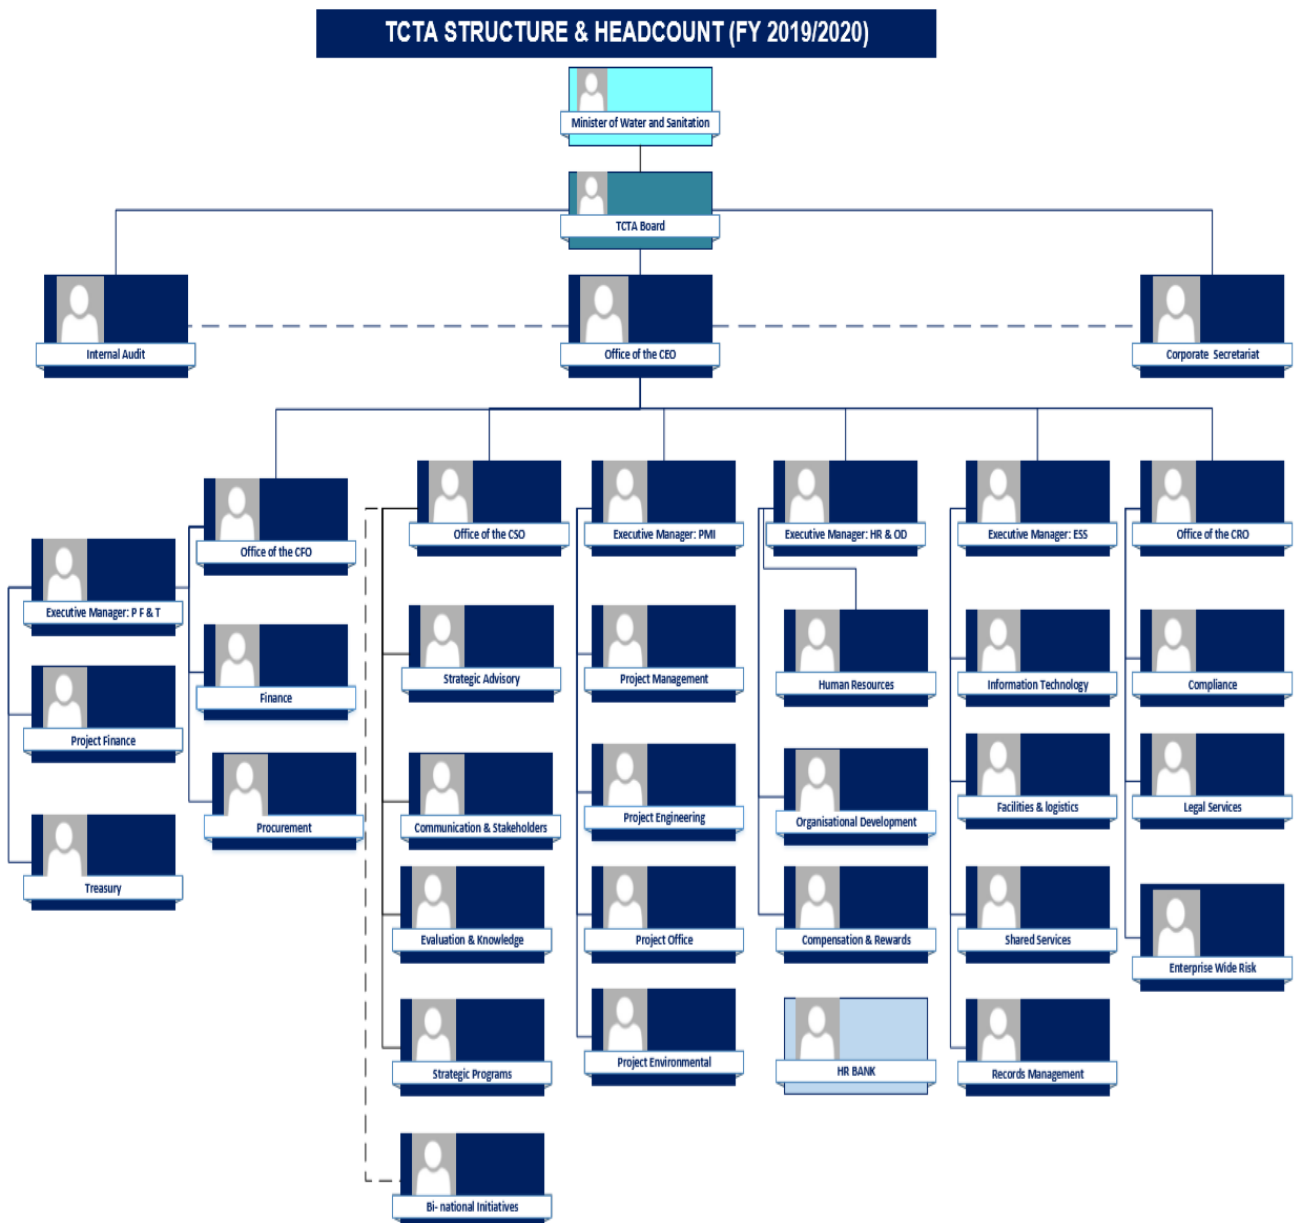 TCTA STRUCTURE & HEADCOUNT (FY 2019/2020)
Minister of Water and Sanitation
TCTA Board
Internal Audit
Office of the CEO
Corporate Secretariat
Office of the CFO
Office of the CSO
Executive Manager: PMI
Executive Manager: HR & OD
Executive Manager: ESS
Office of the CRO
Executive Manager: P F & T
Finance
Strategic Advisory
Project Management
Human Resources
Information Technology
Compliance
Project Finance
Procurement
Communication & Stakeholders
Project Engineering
Organisational Development
Facilities & logistics
Legal Services
Treasury
Evaluation & Knowledge
Project Office
Compensation & Rewards
Shared Services
Enterprise Wide Risk
Strategic Programs
Project Environmental
HR BANK
Records Management
Bi- national Initiatives